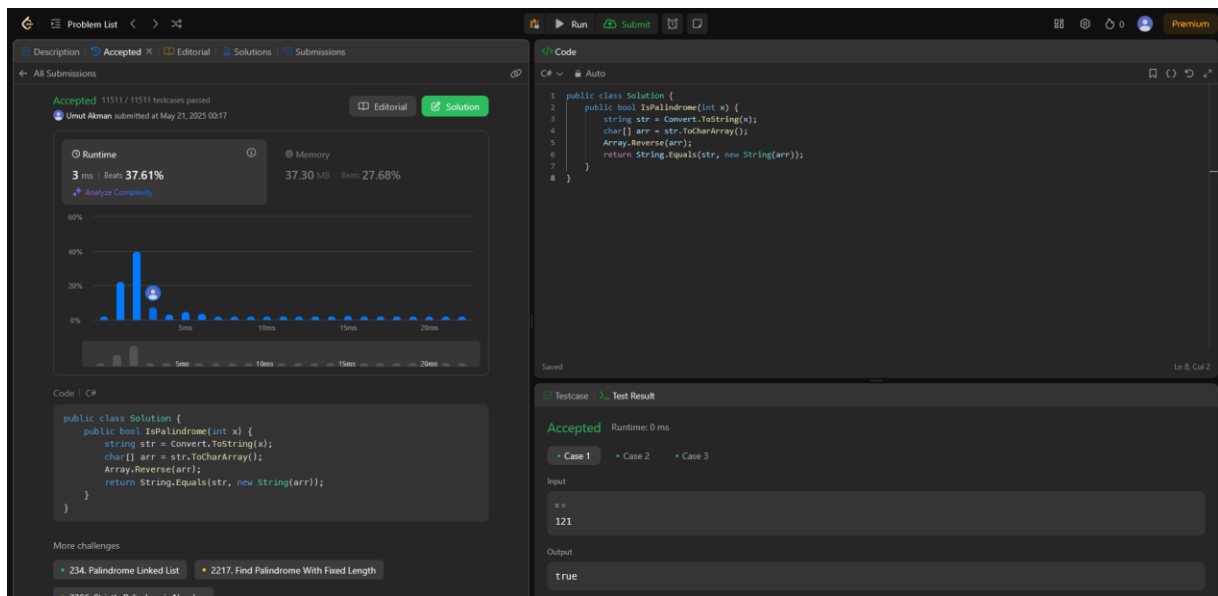 Problem List
Run
Submit
0
Premium
Description
Accepted
Editorial
Solutions
Submissions
All Submissions
Accepted 11511 / 11511 testcases passed
Umut Akman submitted at May 21, 2025 00:17
Editorial
Solution
Runtime
3 ms Beats 37.61%
Analyze Complexity
Memory
37.30 MB Beats 27.68%
60%
40%
20%
0%
5ms 10ms 15ms 20ms
5ms 10ms 15ms 20ms
Code | C#
public class Solution {
public bool IsPalindrome(int x) {
string str = Convert.ToString(x);
char[] arr = str.ToCharArray();
Array.Reverse(arr);
return String.Equals(str, new String(arr));
}
}
More challenges
234. Palindrome Linked List
2217. Find Palindrome With Fixed Length
</> Code
C# Auto
1 public class Solution {
2 public bool IsPalindrome(int x) {
3 string str = Convert.ToString(x);
4 char[] arr = str.ToCharArray();
5 Array.Reverse(arr);
6 return String.Equals(str, new String(arr));
7 }
8 }
Saved
Ln 8, Col 2
Testcase
Test Result
Accepted Runtime: 0 ms
Case 1 Case 2 Case 3
Input
x =
121
Output
true